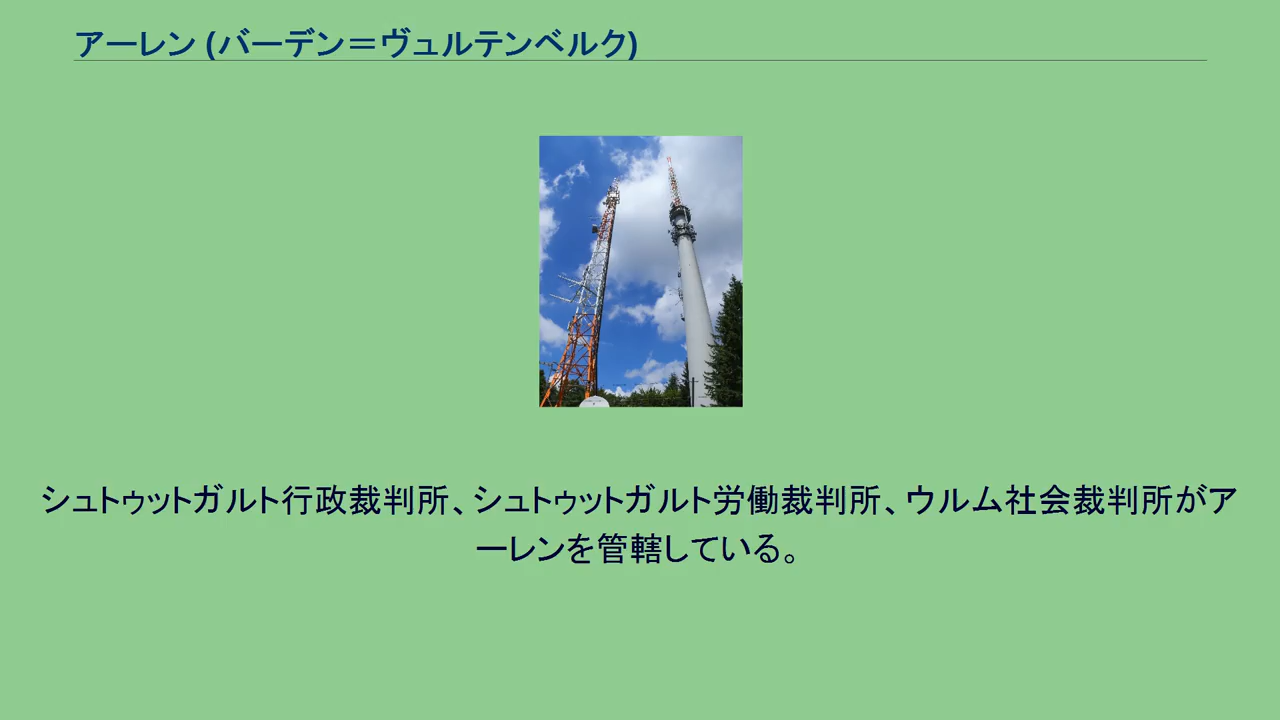 アーレン (バーデン＝ヴュルテンベルク)
シュトゥットガルト行政裁判所、シュトゥットガルト労働裁判所、ウルム社会裁判所がア
ーレンを管轄している。